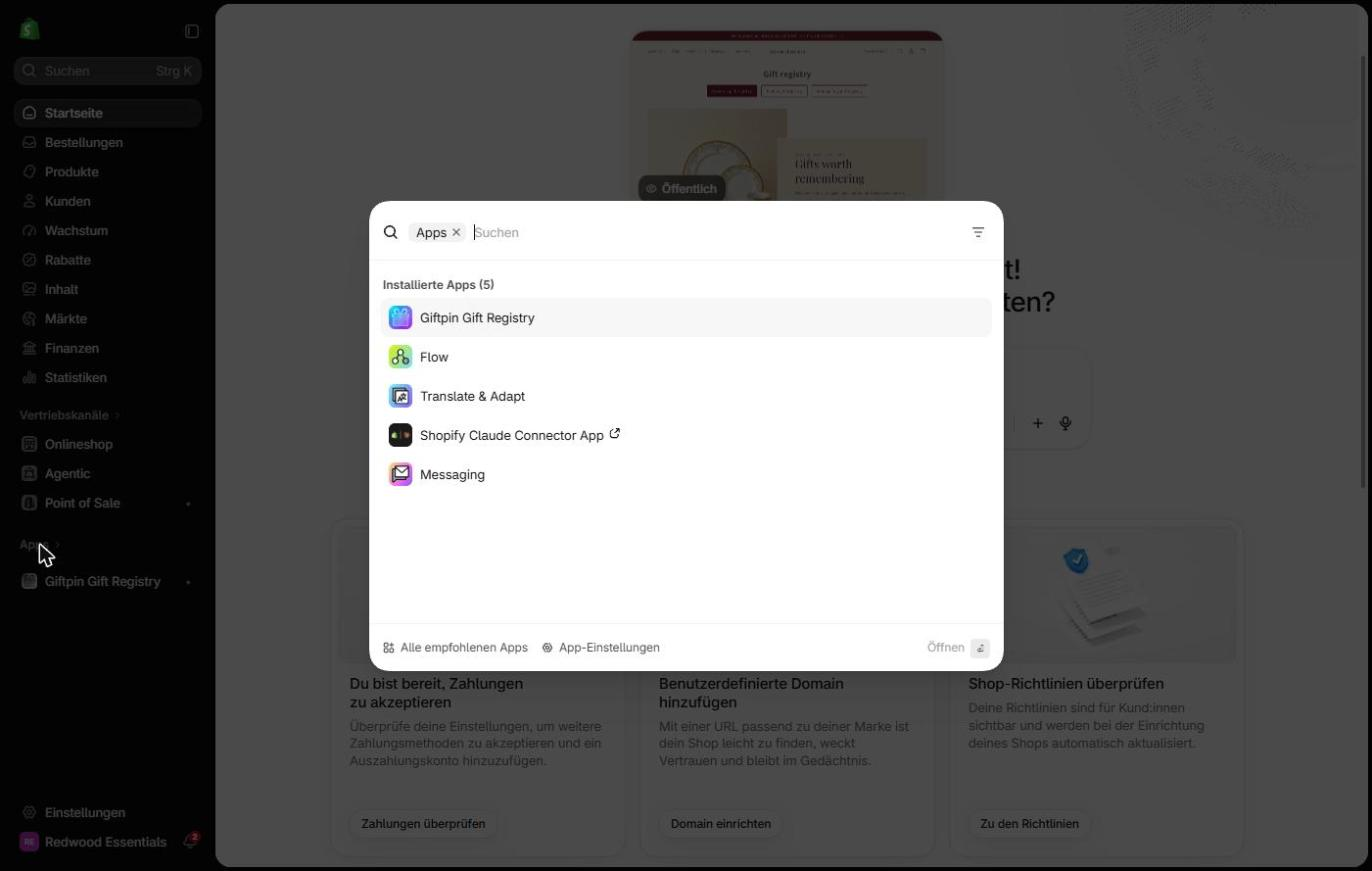 Suchen Strg K
Startseite
Bestellungen
Produkte
Kunden
Wachstum
Rabatte
Inhalt
Märkte
Finanzen
Statistiken
Vertriebskanäle
Onlineshop
Agentic
Point of Sale
Apps
Giftpin Gift Registry
Einstellungen
RE Redwood Essentials 2
Gift registry
Gifts worth
remembering
Öffentlich
t!
ten?
Apps Suchen
Installierte Apps (5)
Giftpin Gift Registry
Flow
Translate & Adapt
Shopify Claude Connector App
Messaging
Alle empfohlenen Apps App-Einstellungen Öffnen
Du bist bereit, Zahlungen
zu akzeptieren
Überprüfe deine Einstellungen, um weitere
Zahlungsmethoden zu akzeptieren und ein
Auszahlungskonto hinzuzufügen.
Zahlungen überprüfen
Benutzerdefinierte Domain
hinzufügen
Mit einer URL passend zu deiner Marke ist
dein Shop leicht zu finden, weckt
Vertrauen und bleibt im Gedächtnis.
Domain einrichten
Shop-Richtlinien überprüfen
Deine Richtlinien sind für Kund:innen
sichtbar und werden bei der Einrichtung
deines Shops automatisch aktualisiert.
Zu den Richtlinien